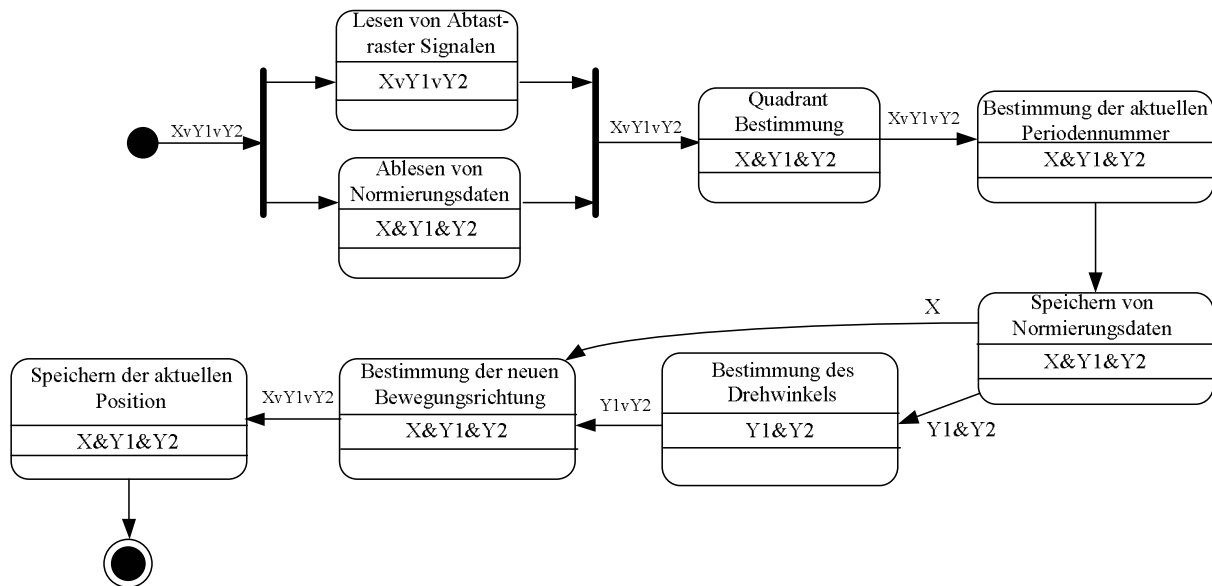 Lesen von Abtast-
raster Signalen
XvY1vY2
XvY1vY2
Ablesen von
Normierungsdaten
X&Y1&Y2
XvY1vY2
Quadrant
Bestimmung
X&Y1&Y2
XvY1vY2
Bestimmung der aktuellen
Periodennummer
X&Y1&Y2
Speichern von
Normierungsdaten
X&Y1&Y2
X
Y1&Y2
Bestimmung des
Drehwinkels
Y1&Y2
Y1vY2
Bestimmung der neuen
Bewegungsrichtung
X&Y1&Y2
XvY1vY2
Speichern der aktuellen
Position
X&Y1&Y2